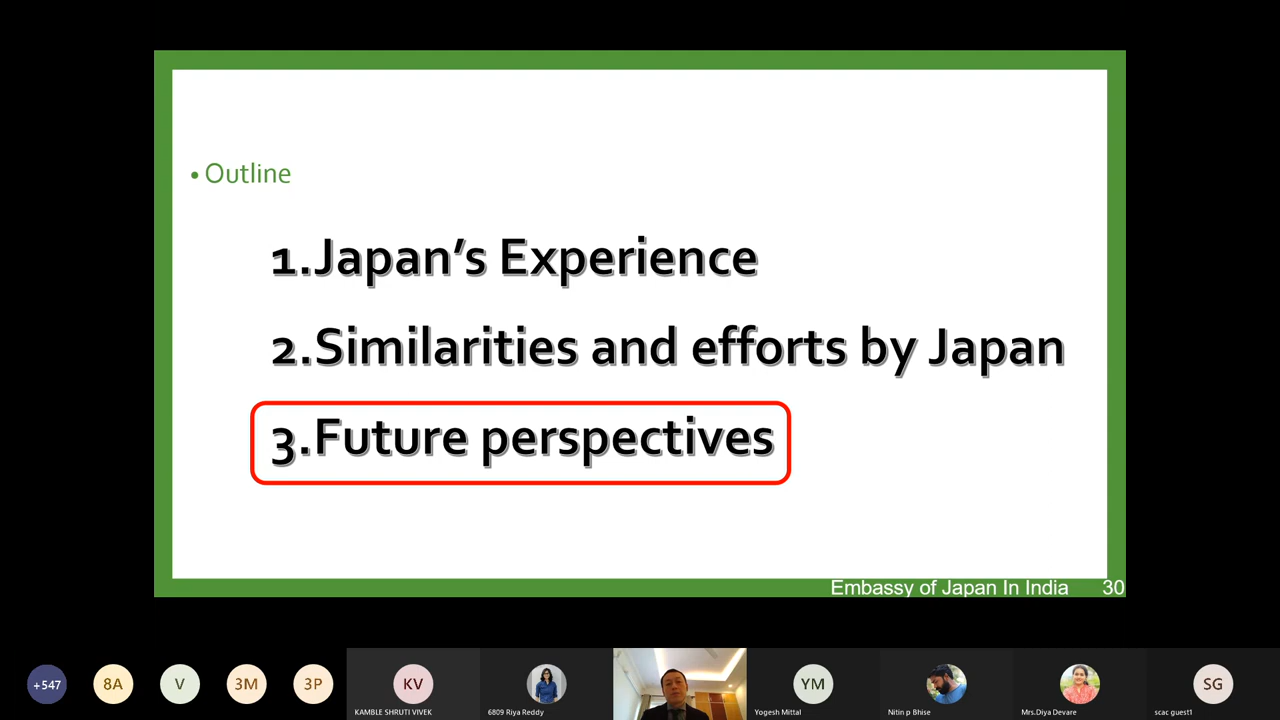 • Outline
1.Japan’s Experience
2.Similarities and efforts by Japan
3.Future perspectives
Embassy of Japan In India 30
+547
8A
V
3M
3P
KV
YM
SG
KAMBLE SHRUTI VIVEK
6809 Riya Reddy
Yogesh Mittal
Nitin p Bhise
Mrs.Diya Devare
scac guest1